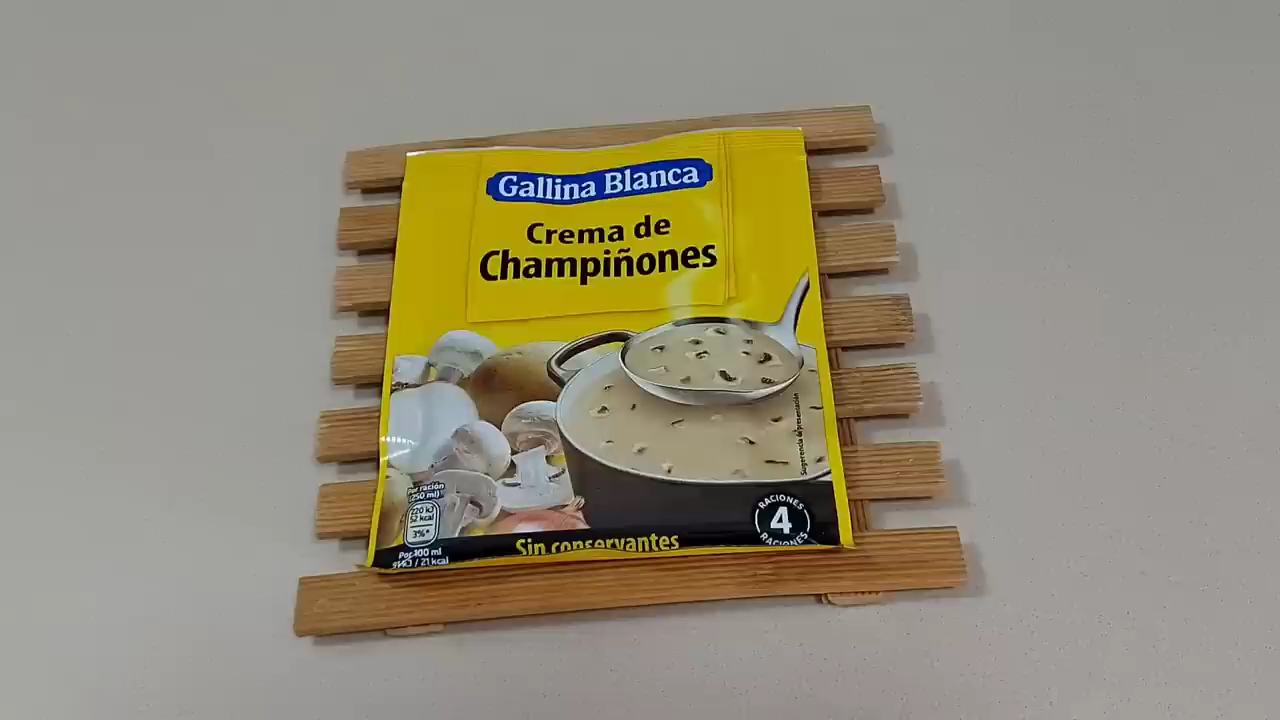 Gallina Blanca
Crema de
Champiñones
Sugerencia de presentación
Por ración
(250 ml)
220 kJ
52 kcal
3%*
Por 100 ml
/ 21 kcal
Sin conservantes
RACIONES
4
RACIONES